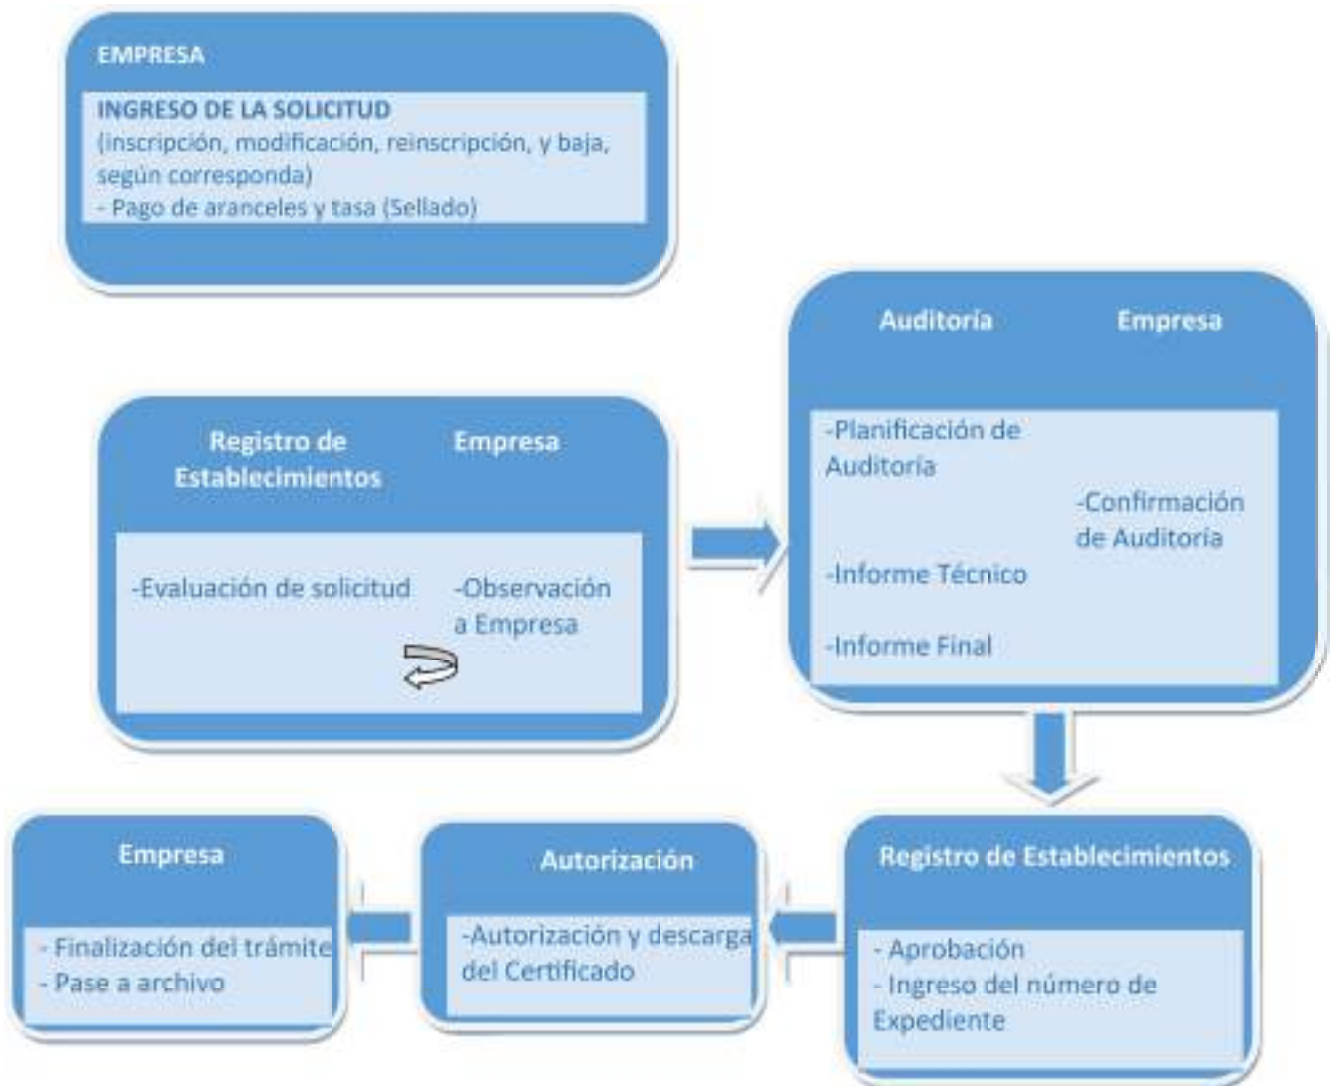 EMPRESA
INGRESO DE LA SOLICITUD
(inscripción, modificación, reinscripción, y baja,
según corresponda)
- Pago de aranceles y tasa (Sellado)
Registro de
Establecimientos
Empresa
-Evaluación de solicitud
-Observación
a Empresa
Auditoría
Empresa
-Planificación de
Auditoría
-Confirmación
de Auditoría
-Informe Técnico
-Informe Final
Registro de Establecimientos
- Aprobación
- Ingreso del número de
Expediente
Autorización
-Autorización y descarga
del Certificado
Empresa
- Finalización del trámite
- Pase a archivo